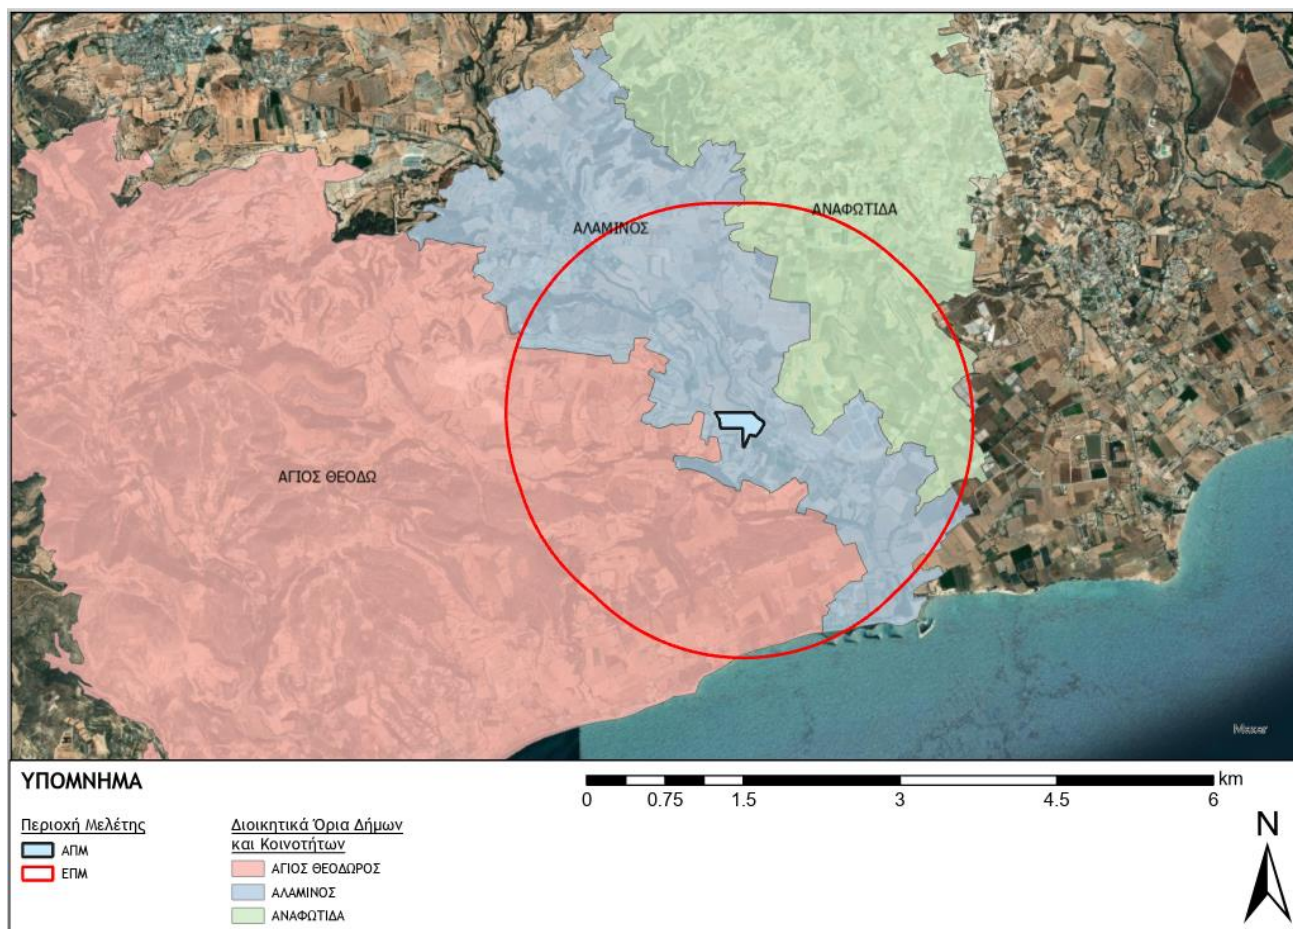 ΑΝΑΦΩΤΙΔΑ
ΑΛΑΜΙΝΟΣ
ΑΓΙΟΣ ΘΕΟΔΩ
Maxar
ΥΠΟΜΝΗΜΑ
Περιοχή Μελέτης
ΑΠΜ
ΕΠΜ
Διοικητικά Όρια Δήμων
και Κοινοτήτων
ΑΓΙΟΣ ΘΕΟΔΩΡΟΣ
ΑΛΑΜΙΝΟΣ
ΑΝΑΦΩΤΙΔΑ
km
0 0.75 1.5 3 4.5 6
N